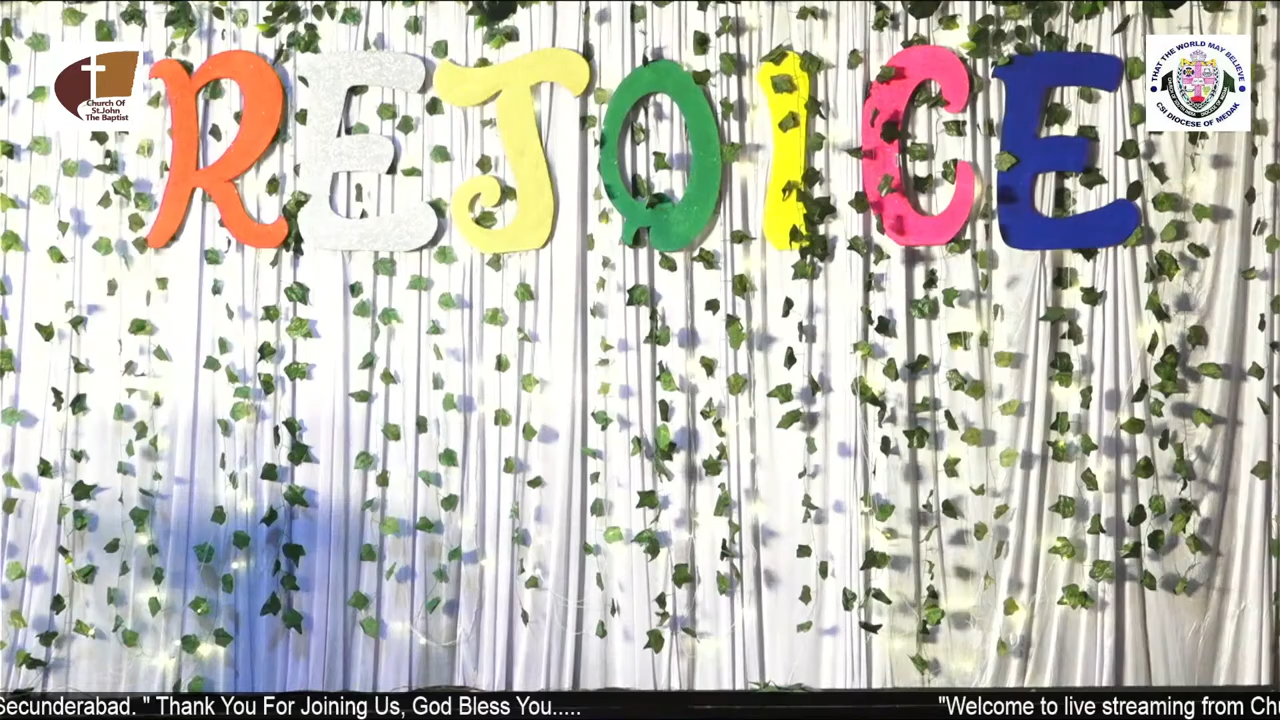 REJOICE
Church Of
St.John
The Baptist
THAT THE WORLD MAY BELIEVE
CSI DIOCESE OF MEDAK
Secunderabad. " Thank You For Joining Us, God Bless You.....
"Welcome to live streaming from Chu